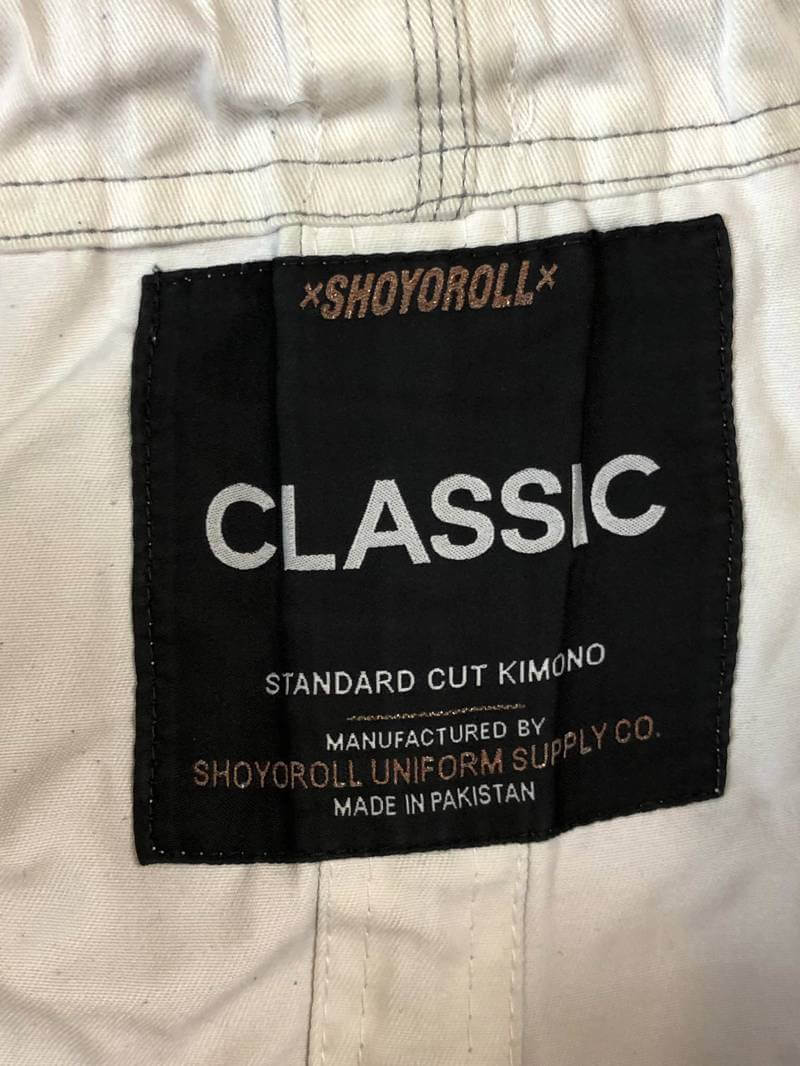 ×SHOYOROLL×
CLASSIC
STANDARD CUT KIMONO
MANUFACTURED BY
SHOYOROLL UNIFORM SUPPLY CO.
MADE IN PAKISTAN